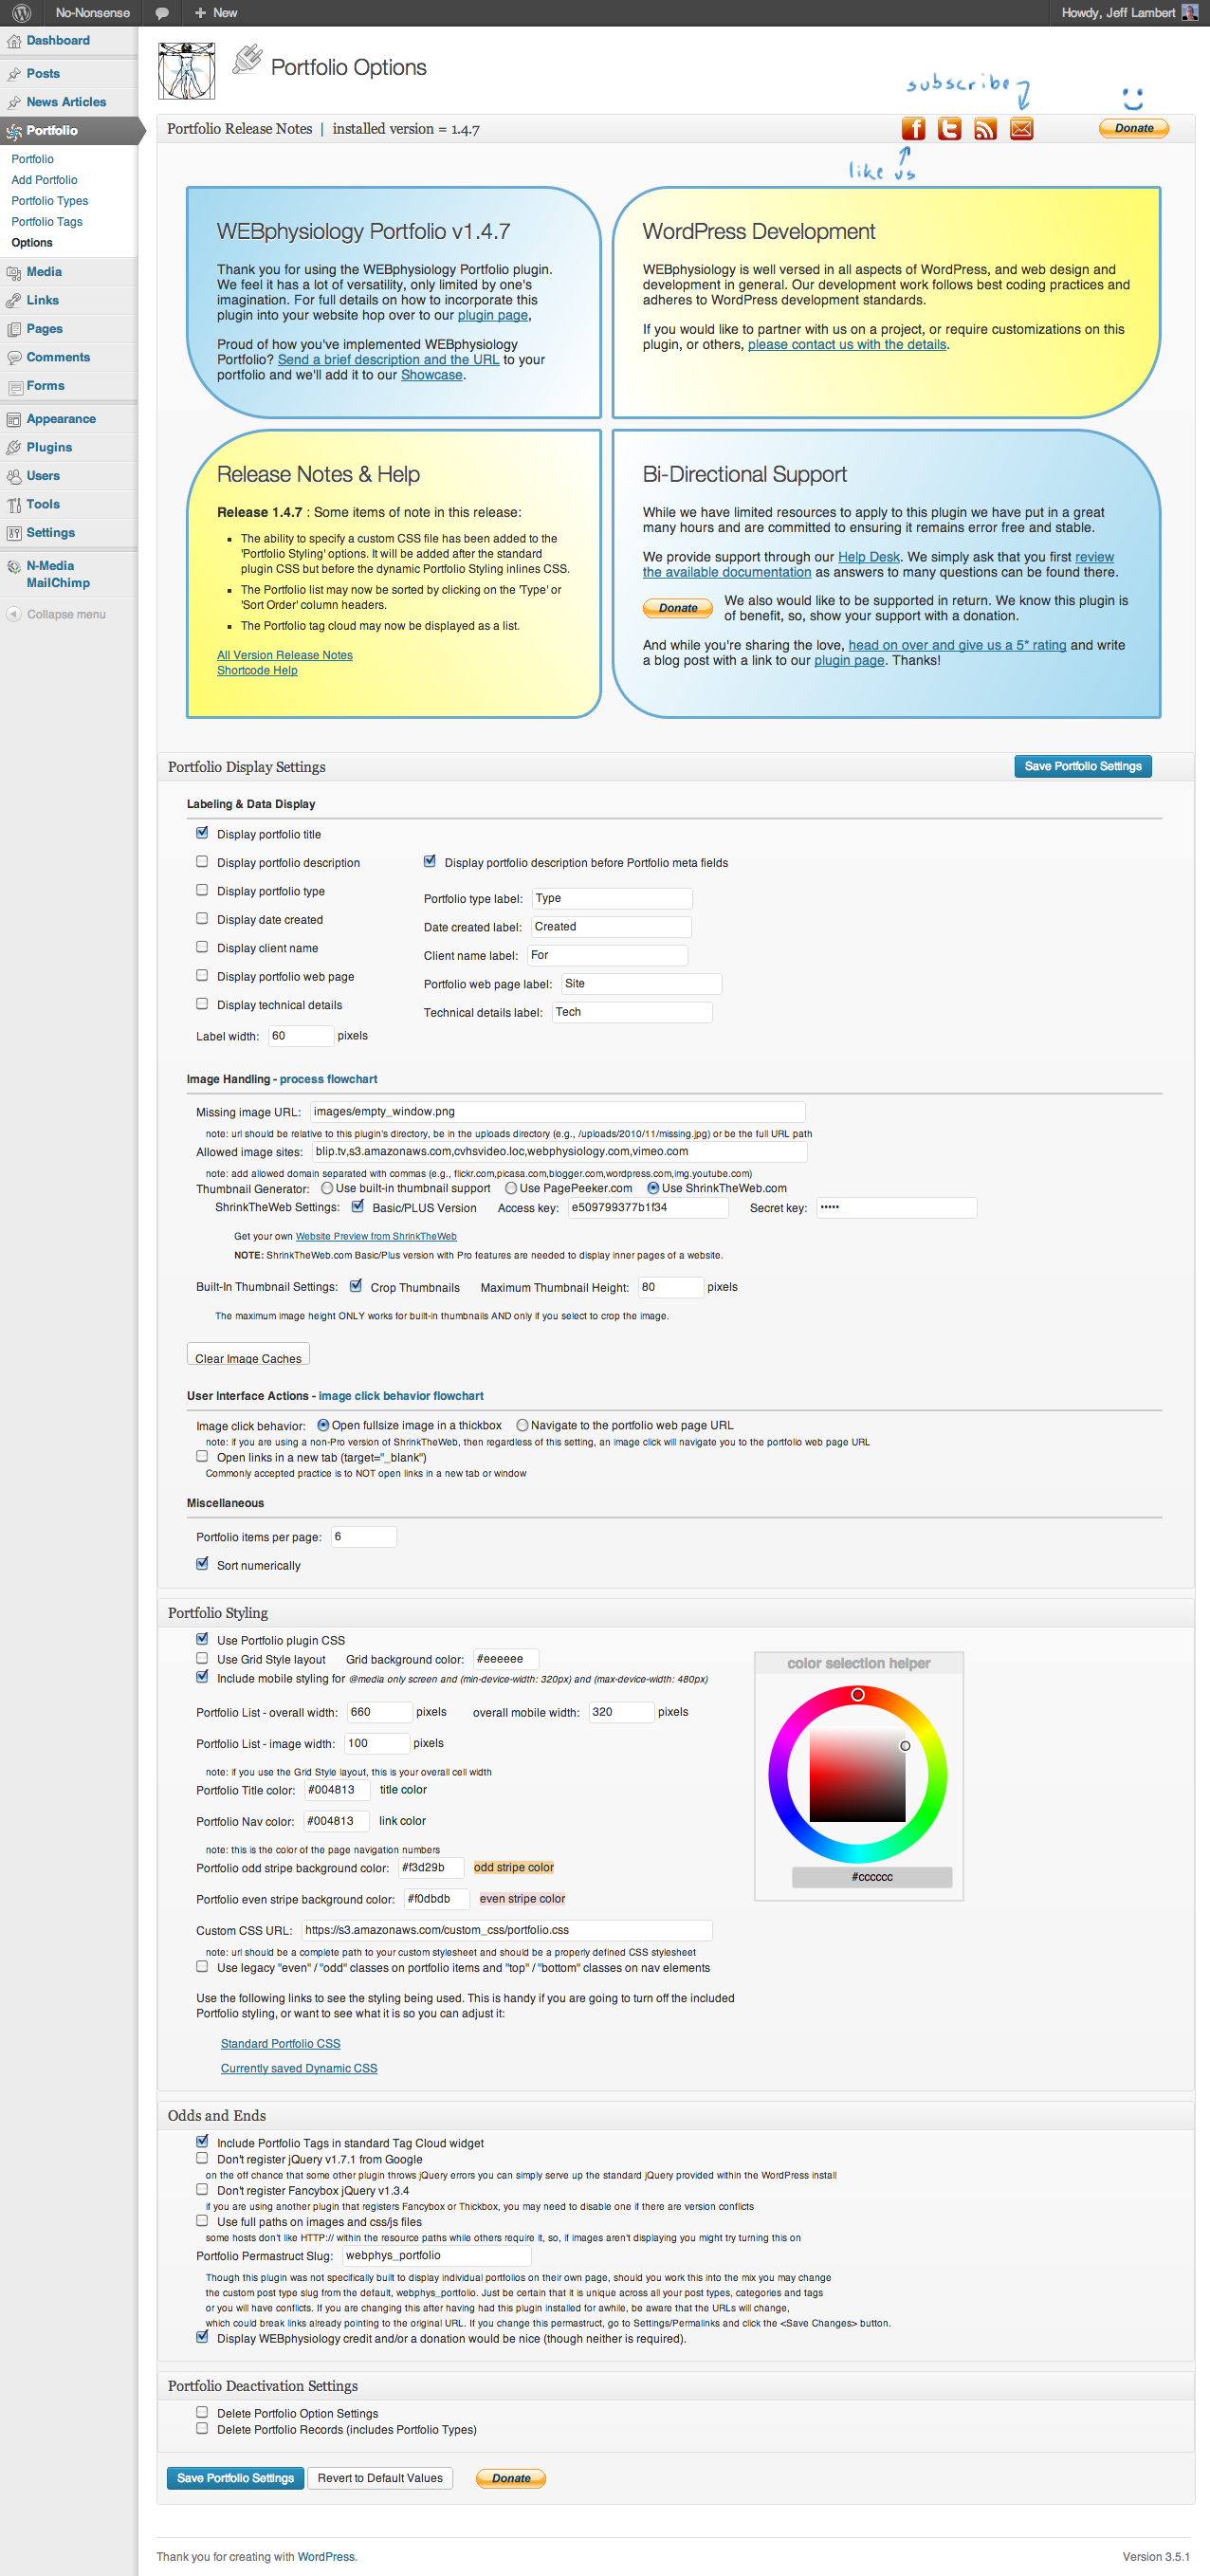 No-Nonsense
New
Howdy, Jeff Lambert
Dashboard
Posts
News Articles
Portfolio
Portfolio
Add Portfolio
Portfolio Types
Portfolio Tags
Options
Media
Links
Pages
Comments
Forms
Appearance
Plugins
Users
Tools
Settings
N-Media
MailChimp
Collapse menu
Portfolio Options
subscribe
Portfolio Release Notes | installed version = 1.4.7
Donate
like us
WEBphysiology Portfolio v1.4.7
Thank you for using the WEBphysiology Portfolio plugin.
We feel it has a lot of versatility, only limited by one's
imagination. For full details on how to incorporate this
plugin into your website hop over to our plugin page,
Proud of how you've implemented WEBphysiology
Portfolio? Send a brief description and the URL to your
portfolio and we'll add it to our Showcase.
WordPress Development
WEBphysiology is well versed in all aspects of WordPress, and web design and
development in general. Our development work follows best coding practices and
adheres to WordPress development standards.
If you would like to partner with us on a project, or require customizations on this
plugin, or others, please contact us with the details.
Release Notes & Help
Release 1.4.7 : Some items of note in this release:
The ability to specify a custom CSS file has been added to the
'Portfolio Styling' options. It will be added after the standard
plugin CSS but before the dynamic Portfolio Styling inlines CSS.
The Portfolio list may now be sorted by clicking on the 'Type' or
'Sort Order' column headers.
The Portfolio tag cloud may now be displayed as a list.
All Version Release Notes
Shortcode Help
Bi-Directional Support
While we have limited resources to apply to this plugin we have put in a great
many hours and are committed to ensuring it remains error free and stable.
We provide support through our Help Desk. We simply ask that you first review
the available documentation as answers to many questions can be found there.
Donate
We also would like to be supported in return. We know this plugin is
of benefit, so, show your support with a donation.
And while you're sharing the love, head on over and give us a 5* rating and write
a blog post with a link to our plugin page. Thanks!
Portfolio Display Settings
Save Portfolio Settings
Labeling & Data Display
Display portfolio title
Display portfolio description
Display portfolio description before Portfolio meta fields
Display portfolio type
Portfolio type label: Type
Display date created
Date created label: Created
Display client name
Client name label: For
Display portfolio web page
Portfolio web page label: Site
Display technical details
Technical details label: Tech
Label width: 60 pixels
Image Handling - process flowchart
Missing image URL: images/empty_window.png
note: url should be relative to this plugin's directory, be in the uploads directory (e.g., /uploads/2010/11/missing.jpg) or be the full URL path
Allowed image sites: blip.tv,s3.amazonaws.com,cvhsvideo.loc,webphysiology.com,vimeo.com
note: add allowed domain separated with commas (e.g., flickr.com,picasa.com,blogger.com,wordpress.com,img.youtube.com)
Thumbnail Generator: Use built-in thumbnail support Use PagePeeker.com Use ShrinkTheWeb.com
ShrinkTheWeb Settings: Basic/PLUS Version Access key: e509799377b1f34 Secret key: •••••
Get your own Website Preview from ShrinkTheWeb
NOTE: ShrinkTheWeb.com Basic/Plus version with Pro features are needed to display inner pages of a website.
Built-In Thumbnail Settings: Crop Thumbnails Maximum Thumbnail Height: 80 pixels
The maximum image height ONLY works for built-in thumbnails AND only if you select to crop the image.
Clear Image Caches
User Interface Actions - image click behavior flowchart
Image click behavior: Open fullsize image in a thickbox Navigate to the portfolio web page URL
note: if you are using a non-Pro version of ShrinkTheWeb, then regardless of this setting, an image click will navigate you to the portfolio web page URL
Open links in a new tab (target="_blank")
Commonly accepted practice is to NOT open links in a new tab or window
Miscellaneous
Portfolio items per page: 6
Sort numerically
Portfolio Styling
Use Portfolio plugin CSS
Use Grid Style layout Grid background color: #eeeeee
Include mobile styling for @media only screen and (min-device-width: 320px) and (max-device-width: 480px)
Portfolio List - overall width: 660 pixels overall mobile width: 320 pixels
Portfolio List - image width: 100 pixels
note: if you use the Grid Style layout, this is your overall cell width
Portfolio Title color: #004813 title color
Portfolio Nav color: #004813 link color
note: this is the color of the page navigation numbers
Portfolio odd stripe background color: #f3d29b odd stripe color
Portfolio even stripe background color: #f0dbdb even stripe color
color selection helper
#cccccc
Custom CSS URL: https://s3.amazonaws.com/custom_css/portfolio.css
note: url should be a complete path to your custom stylesheet and should be a properly defined CSS stylesheet
Use legacy "even" / "odd" classes on portfolio items and "top" / "bottom" classes on nav elements
Use the following links to see the styling being used. This is handy if you are going to turn off the included
Portfolio styling, or want to see what it is so you can adjust it:
Standard Portfolio CSS
Currently saved Dynamic CSS
Odds and Ends
Include Portfolio Tags in standard Tag Cloud widget
Don't register jQuery v1.7.1 from Google
on the off chance that some other plugin throws jQuery errors you can simply serve up the standard jQuery provided within the WordPress install
Don't register Fancybox jQuery v1.3.4
if you are using another plugin that registers Fancybox or Thickbox, you may need to disable one if there are version conflicts
Use full paths on images and css/js files
some hosts don't like HTTP:// within the resource paths while others require it, so, if images aren't displaying you might try turning this on
Portfolio Permastruct Slug: webphys_portfolio
Though this plugin was not specifically built to display individual portfolios on their own page, should you work this into the mix you may change
the custom post type slug from the default, webphys_portfolio. Just be certain that it is unique across all your post types, categories and tags
or you will have conflicts. If you are changing this after having had this plugin installed for awhile, be aware that the URLs will change,
which could break links already pointing to the original URL. If you change this permastruct, go to Settings/Permalinks and click the <Save Changes> button.
Display WEBphysiology credit and/or a donation would be nice (though neither is required).
Portfolio Deactivation Settings
Delete Portfolio Option Settings
Delete Portfolio Records (includes Portfolio Types)
Save Portfolio Settings
Revert to Default Values
Donate
Thank you for creating with WordPress.
Version 3.5.1